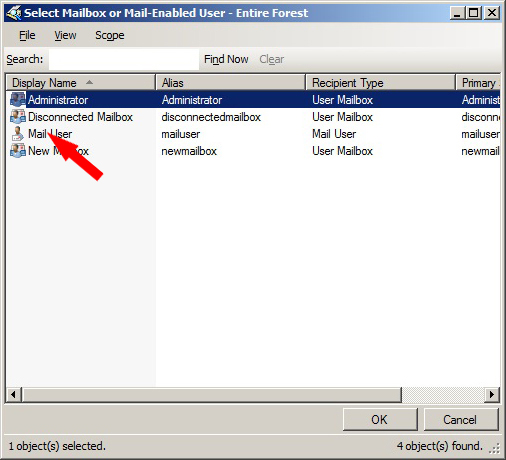 Select Mailbox or Mail-Enabled User - Entire Forest
File View Scope
Search: Find Now Clear
Display Name Alias Recipient Type Primary
Administrator Administrator User Mailbox Adminis
Disconnected Mailbox disconnectedmailbox User Mailbox disconne
Mail User mailuser Mail User mailuser
New Mailbox newmailbox User Mailbox newmail
OK Cancel
1 object(s) selected. 4 object(s) found.